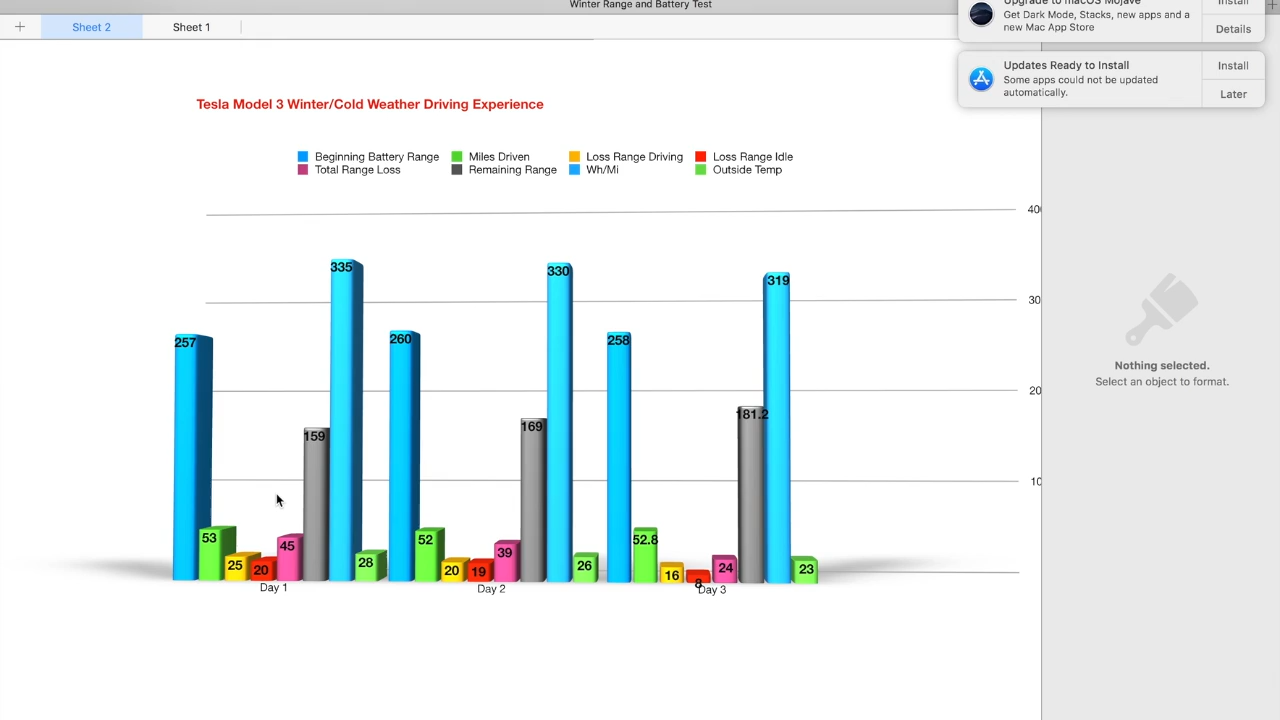 Winter Range and Battery Test
+ Sheet 2 Sheet 1
Upgrade to macOS Mojave
Install
Get Dark Mode, Stacks, new apps and a
new Mac App Store
Details
Updates Ready to Install
Install
Some apps could not be updated
automatically.
Later
Tesla Model 3 Winter/Cold Weather Driving Experience
Beginning Battery Range Miles Driven Loss Range Driving Loss Range Idle
Total Range Loss Remaining Range Wh/Mi Outside Temp
40
30
20
10
257 53 25 20 45 159 335 28
260 52 20 19 39 169 330 26
258 52.8 16 8 24 181.2 319 23
Day 1 Day 2 Day 3
Nothing selected.
Select an object to format.